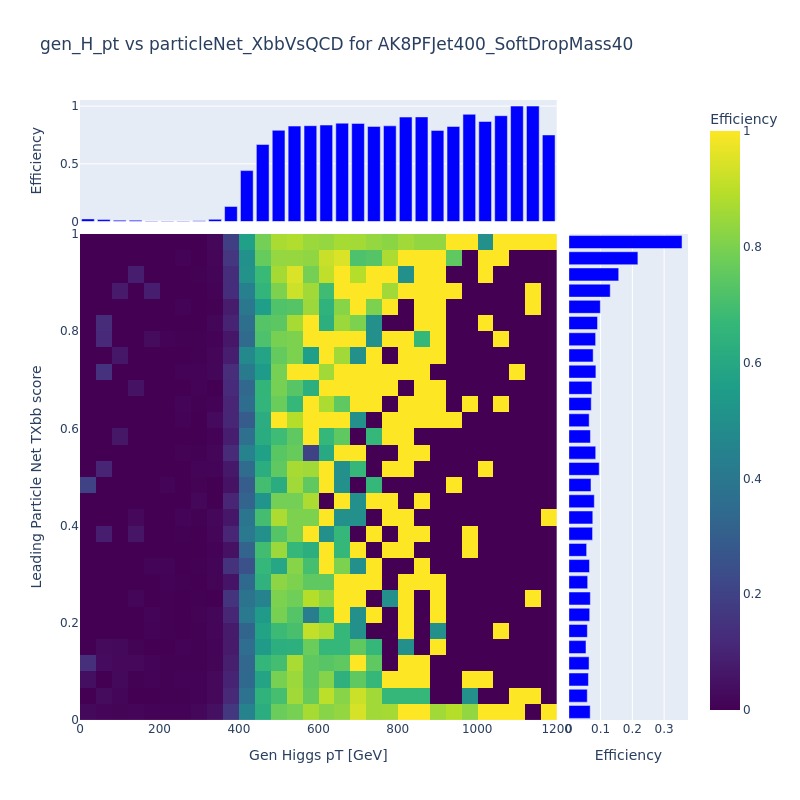 gen_H_pt vs particleNet_XbbVsQCD for AK8PFJet400_SoftDropMass40
Efficiency
1
0.5
0
Efficiency
1
0.8
0.6
0.4
0.2
0
Leading Particle Net TXbb score
1
0.8
0.6
0.4
0.2
0
0 200 400 600 800 1000 1200
Gen Higgs pT [GeV]
0 0.1 0.2 0.3
Efficiency